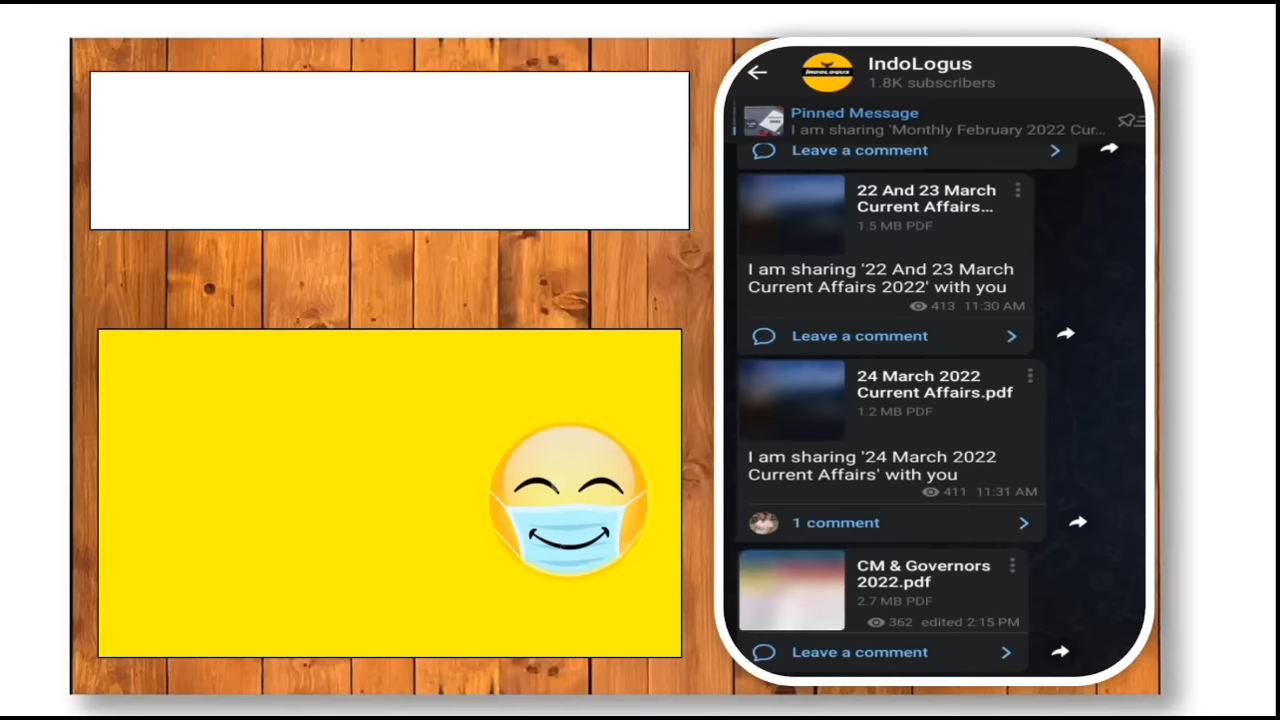 IndoLogus
1.8K subscribers
INDOLOGUS
Pinned Message
I am sharing 'Monthly February 2022 Cur...
Leave a comment
22 And 23 March
Current Affairs...
1.5 MB PDF
I am sharing '22 And 23 March
Current Affairs 2022' with you
413 11:30 AM
Leave a comment
24 March 2022
Current Affairs.pdf
1.2 MB PDF
I am sharing '24 March 2022
Current Affairs' with you
411 11:31 AM
1 comment
CM & Governors
2022.pdf
2.7 MB PDF
362 edited 2:15 PM
Leave a comment